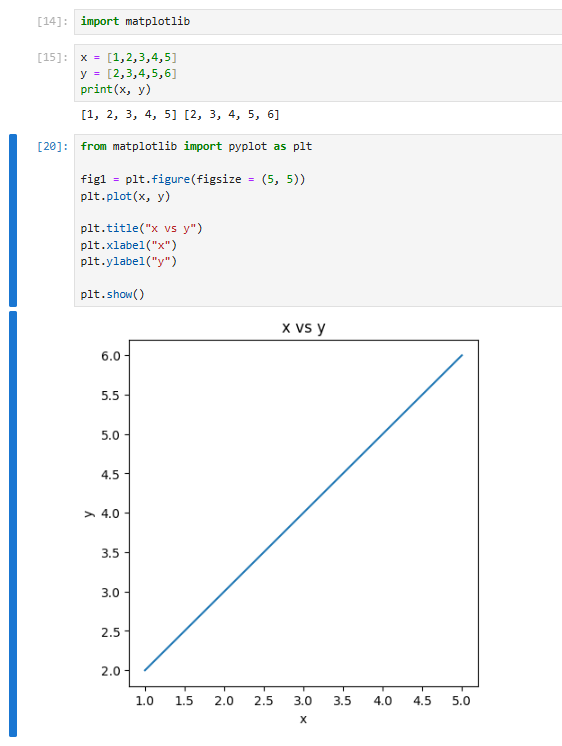 [14]: import matplotlib
[15]: x = [1,2,3,4,5]
y = [2,3,4,5,6]
print(x, y)
[1, 2, 3, 4, 5] [2, 3, 4, 5, 6]
[20]: from matplotlib import pyplot as plt
fig1 = plt.figure(figsize = (5, 5))
plt.plot(x, y)
plt.title("x vs y")
plt.xlabel("x")
plt.ylabel("y")
plt.show()
x vs y
6.0
5.5
5.0
4.5
y
4.0
3.5
3.0
2.5
2.0
1.0 1.5 2.0 2.5 3.0 3.5 4.0 4.5 5.0
x